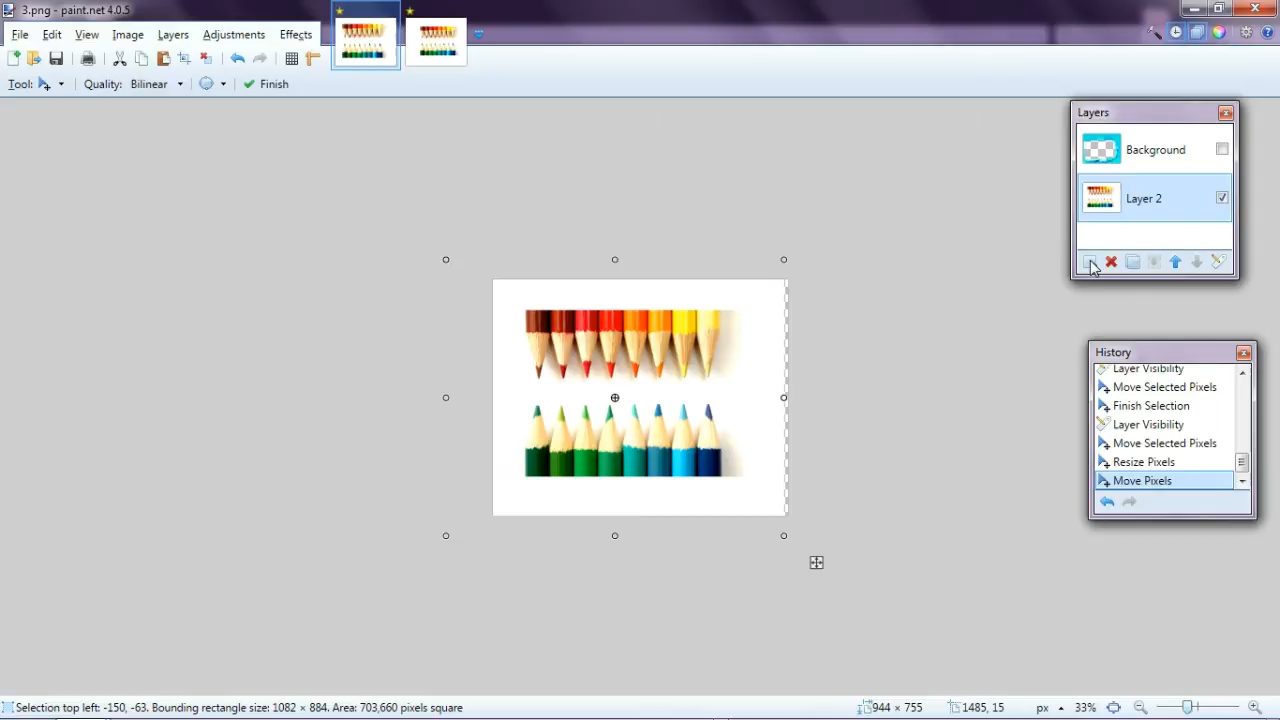 3.png - paint.net 4.0.5
File Edit View Image Layers Adjustments Effects
Tool: Quality: Bilinear Finish
Layers
Background
Layer 2
History
Layer Visibility
Move Selected Pixels
Finish Selection
Layer Visibility
Move Selected Pixels
Resize Pixels
Move Pixels
Selection top left: -150, -63. Bounding rectangle size: 1082 × 884. Area: 703,660 pixels square 944 × 755 1485, 15 px 33%